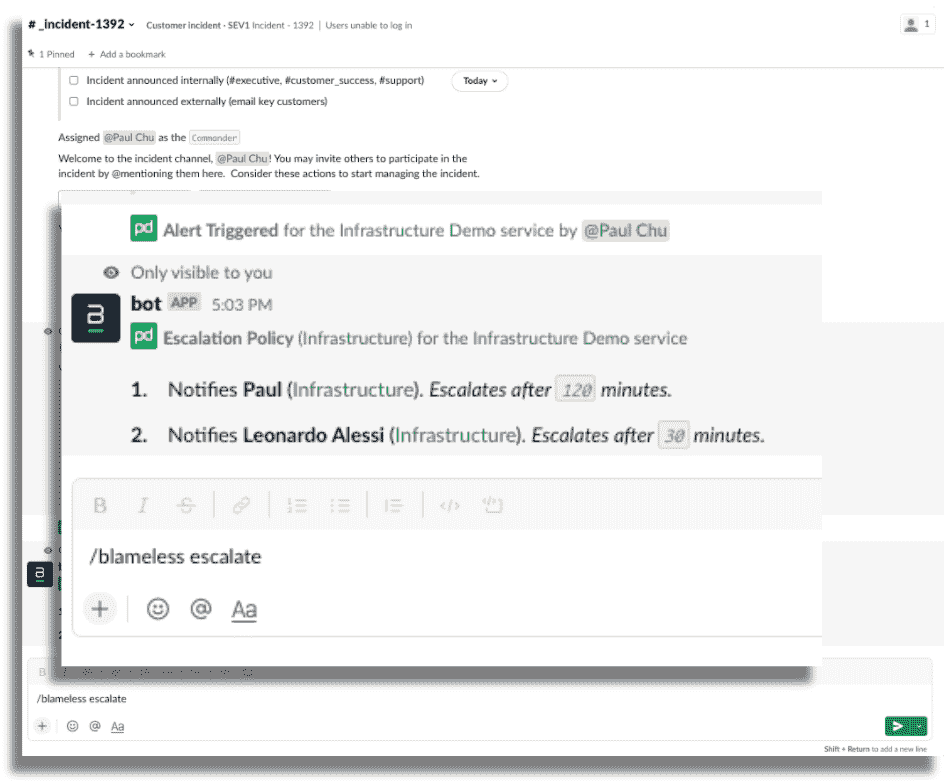 # _incident-1392
Customer incident - SEV1 Incident - 1392 | Users unable to log in
1
1 Pinned + Add a bookmark
Incident announced internally (#executive, #customer_success, #support)
Today
Incident announced externally (email key customers)
Assigned @Paul Chu as the Commander
Welcome to the incident channel, @Paul Chu! You may invite others to participate in the
incident by @mentioning them here. Consider these actions to start managing the incident.
pd Alert Triggered for the Infrastructure Demo service by @Paul Chu
Only visible to you
a bot APP 5:03 PM
pd Escalation Policy (Infrastructure) for the Infrastructure Demo service
1. Notifies Paul (Infrastructure). Escalates after 120 minutes.
2. Notifies Leonardo Alessi (Infrastructure). Escalates after 30 minutes.
B I S
/blameless escalate
+ @ Aa
a
B
/blameless escalate
+ @ Aa
Shift + Return to add a new line